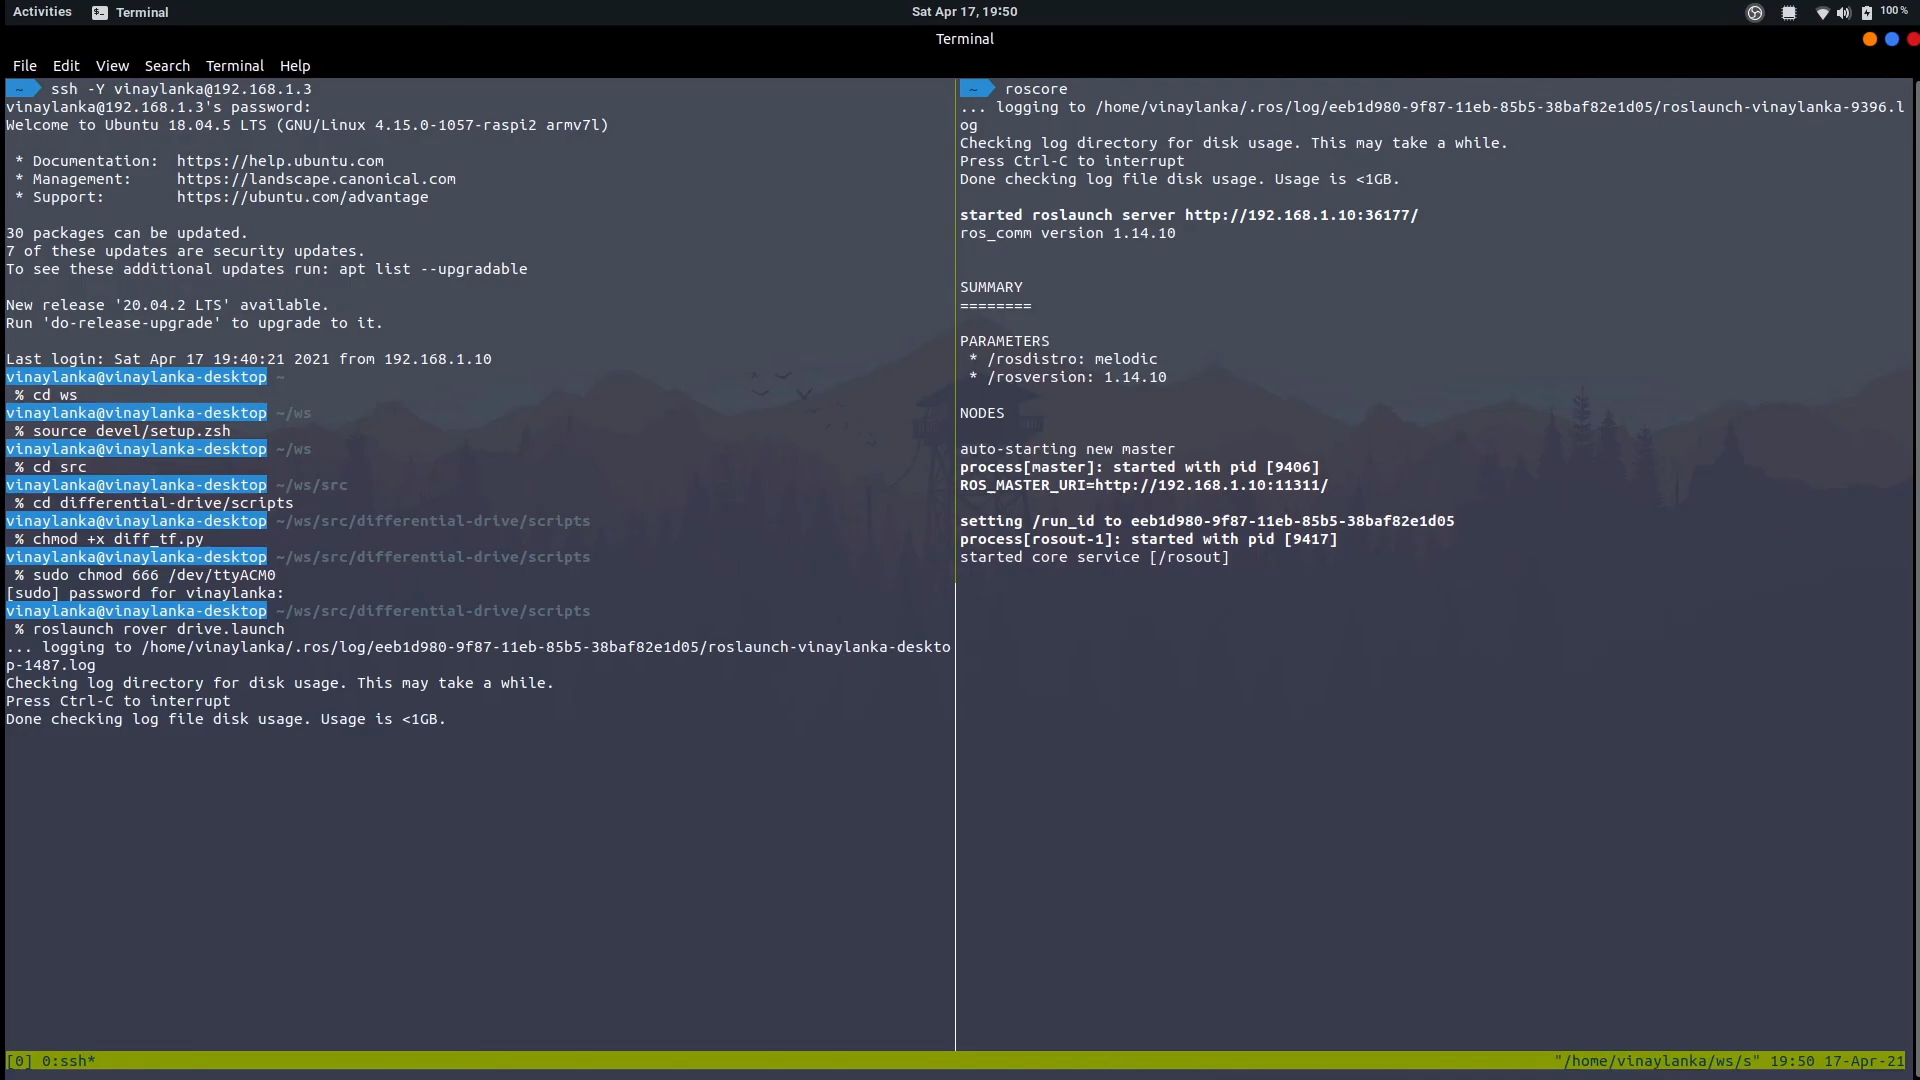 Activities Terminal Sat Apr 17, 19:50 100 %
Terminal
File Edit View Search Terminal Help
~ ssh -Y vinaylanka@192.168.1.3
vinaylanka@192.168.1.3's password:
Welcome to Ubuntu 18.04.5 LTS (GNU/Linux 4.15.0-1057-raspi2 armv7l)
* Documentation: https://help.ubuntu.com
* Management: https://landscape.canonical.com
* Support: https://ubuntu.com/advantage
30 packages can be updated.
7 of these updates are security updates.
To see these additional updates run: apt list --upgradable
New release '20.04.2 LTS' available.
Run 'do-release-upgrade' to upgrade to it.
Last login: Sat Apr 17 19:40:21 2021 from 192.168.1.10
vinaylanka@vinaylanka-desktop ~
% cd ws
vinaylanka@vinaylanka-desktop ~/ws
% source devel/setup.zsh
vinaylanka@vinaylanka-desktop ~/ws
% cd src
vinaylanka@vinaylanka-desktop ~/ws/src
% cd differential-drive/scripts
vinaylanka@vinaylanka-desktop ~/ws/src/differential-drive/scripts
% chmod +x diff_tf.py
vinaylanka@vinaylanka-desktop ~/ws/src/differential-drive/scripts
% sudo chmod 666 /dev/ttyACM0
[sudo] password for vinaylanka:
vinaylanka@vinaylanka-desktop ~/ws/src/differential-drive/scripts
% roslaunch rover drive.launch
... logging to /home/vinaylanka/.ros/log/eeb1d980-9f87-11eb-85b5-38baf82e1d05/roslaunch-vinaylanka-deskto
p-1487.log
Checking log directory for disk usage. This may take a while.
Press Ctrl-C to interrupt
Done checking log file disk usage. Usage is <1GB.
~ roscore
... logging to /home/vinaylanka/.ros/log/eeb1d980-9f87-11eb-85b5-38baf82e1d05/roslaunch-vinaylanka-9396.l
og
Checking log directory for disk usage. This may take a while.
Press Ctrl-C to interrupt
Done checking log file disk usage. Usage is <1GB.
started roslaunch server http://192.168.1.10:36177/
ros_comm version 1.14.10
SUMMARY
========
PARAMETERS
* /rosdistro: melodic
* /rosversion: 1.14.10
NODES
auto-starting new master
process[master]: started with pid [9406]
ROS_MASTER_URI=http://192.168.1.10:11311/
setting /run_id to eeb1d980-9f87-11eb-85b5-38baf82e1d05
process[rosout-1]: started with pid [9417]
started core service [/rosout]
[0] 0:ssh* "/home/vinaylanka/ws/s" 19:50 17-Apr-21